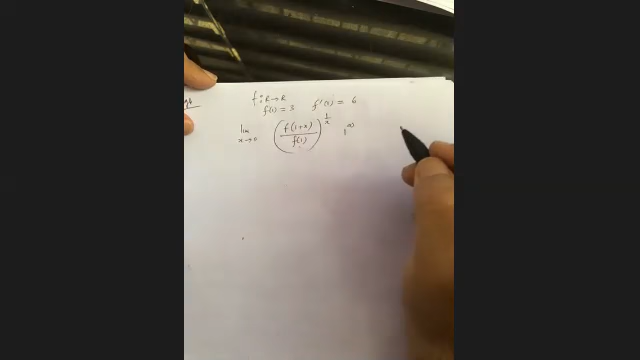 f: R → R
f(1) = 3 f'(1) = 6
lim x→0 (f(1+x)/f(1))^(1/x) 1^∞